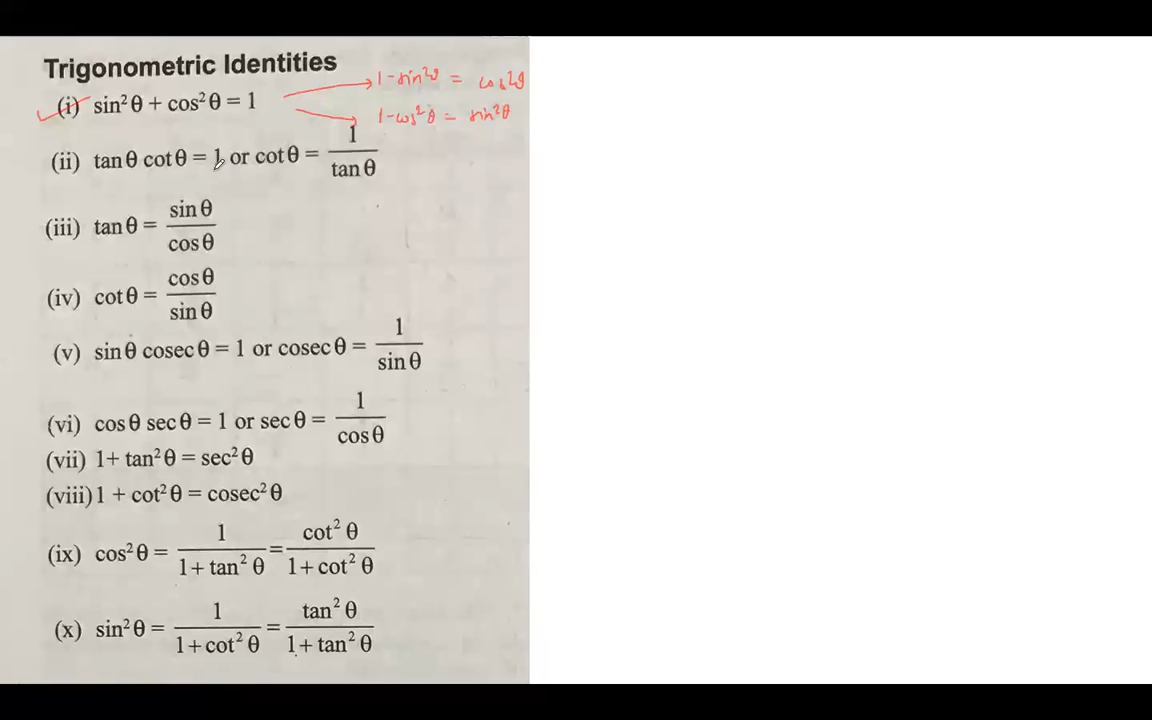 Trigonometric Identities
1-sin²θ = cos²θ
(i) sin²θ + cos²θ = 1
1-cos²θ = sin²θ
(ii) tanθ cotθ = 1 or cotθ = 1/tanθ
(iii) tanθ = sinθ/cosθ
(iv) cotθ = cosθ/sinθ
(v) sinθ cosecθ = 1 or cosecθ = 1/sinθ
(vi) cosθ secθ = 1 or secθ = 1/cosθ
(vii) 1+ tan²θ = sec²θ
(viii) 1 + cot²θ = cosec²θ
(ix) cos²θ = 1/(1+tan²θ) = cot²θ/(1+cot²θ)
(x) sin²θ = 1/(1+cot²θ) = tan²θ/(1+tan²θ)